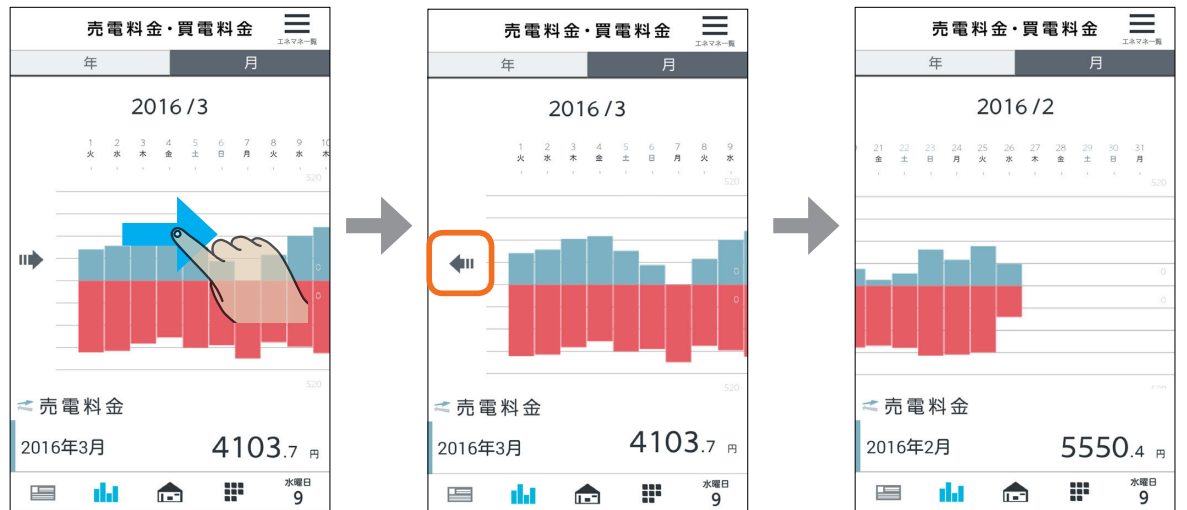 売電料金・買電料金
エネマネ一覧
年 月
2016/3
1 2 3 4 5 6 7 8 9 10
火 水 木 金 土 日 月 火 水 木
520
0
0
520
売電料金
2016年3月 4103.7 円
水曜日
9
売電料金・買電料金
エネマネ一覧
年 月
2016/3
1 2 3 4 5 6 7 8 9
火 水 木 金 土 日 月 火 水
520
0
0
520
売電料金
2016年3月 4103.7 円
水曜日
9
売電料金・買電料金
エネマネ一覧
年 月
2016/2
21 22 23 24 25 26 27 28 29 30 31
金 土 日 月 火 水 木 金 土 日 月
520
0
0
売電料金
2016年2月 5550.4 円
水曜日
9